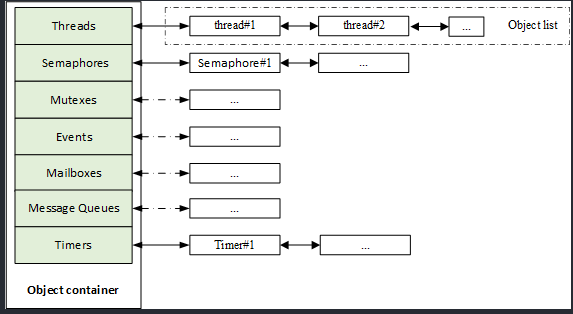 Threads thread#1 thread#2 ... Object list
Semaphores Semaphore#1 ...
Mutexes ...
Events ...
Mailboxes ...
Message Queues ...
Timers Timer#1 ...
Object container